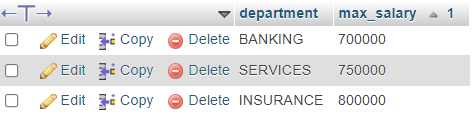 department max_salary 1
Edit Copy Delete BANKING 700000
Edit Copy Delete SERVICES 750000
Edit Copy Delete INSURANCE 800000